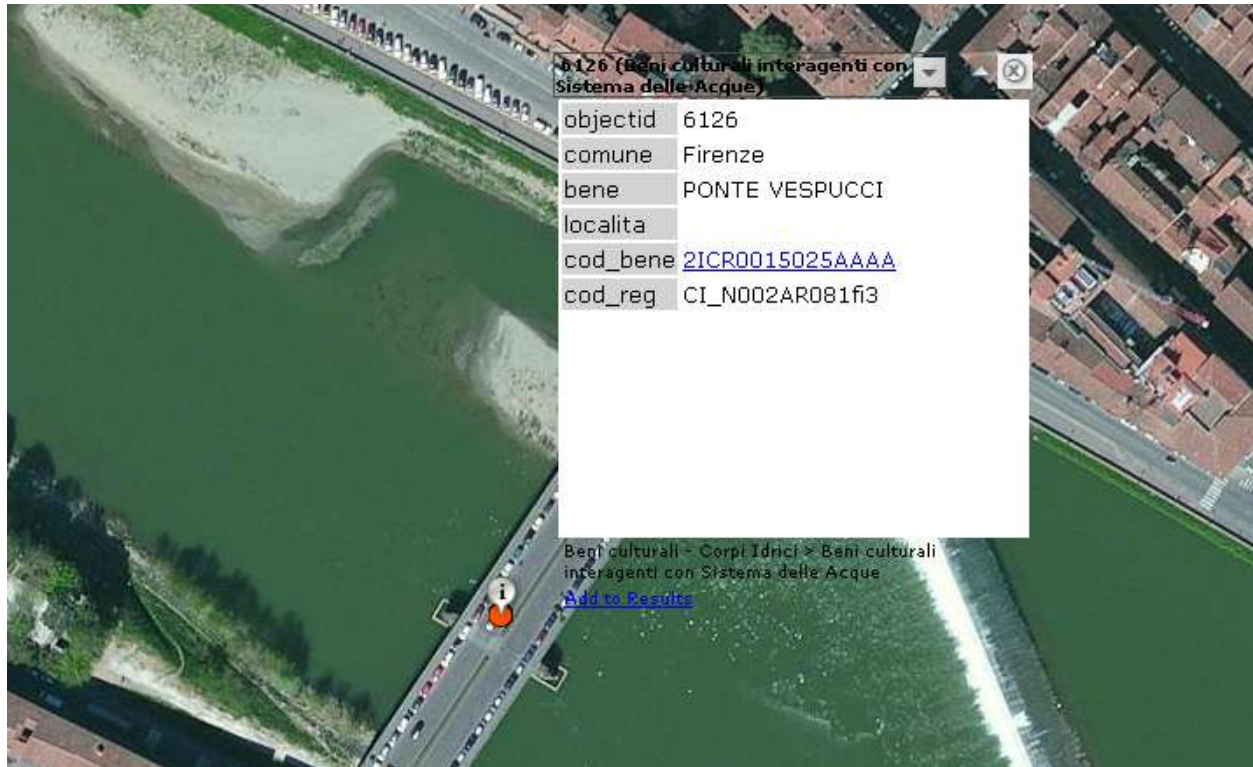 6126 (Beni culturali interagenti con
Sistema delle Acque)
objectid 6126
comune Firenze
bene PONTE VESPUCCI
localita
cod_bene 2ICR0015025AAAA
cod_reg CI_N002AR081fi3
Beni culturali - Corpi Idrici > Beni culturali
interagenti con Sistema delle Acque
Add to Results
i